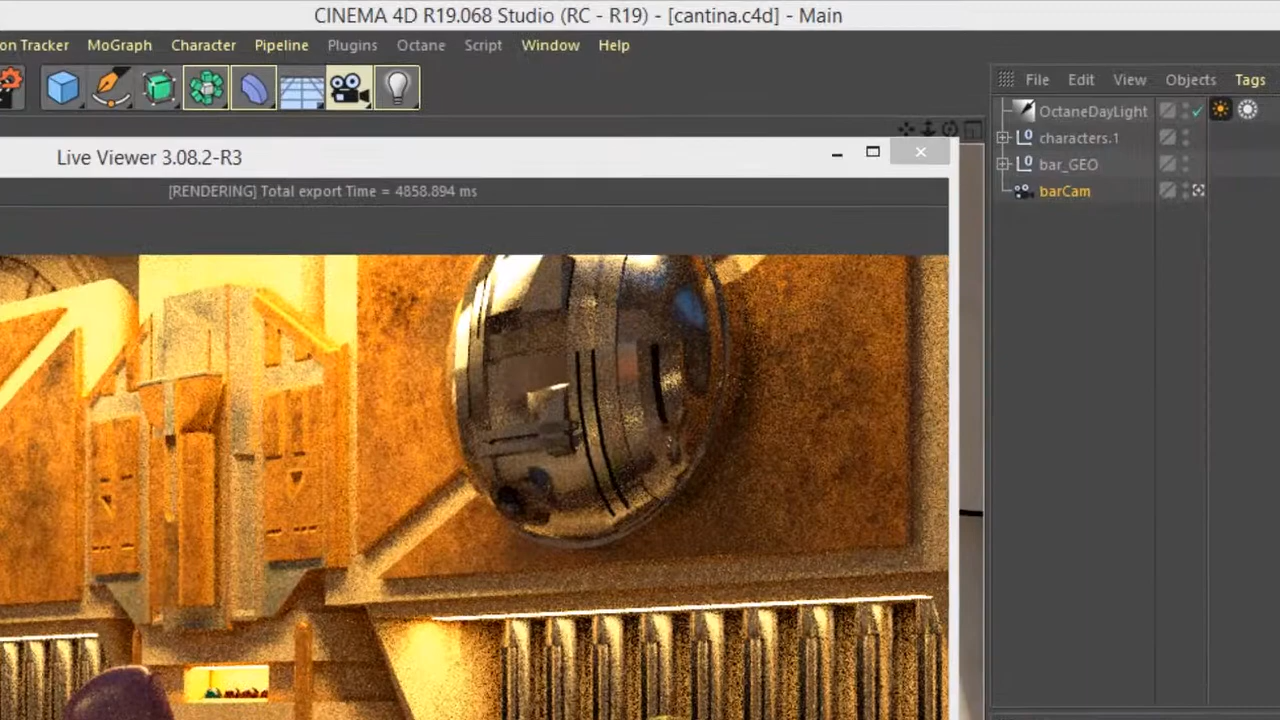 CINEMA 4D R19.068 Studio (RC - R19) - [cantina.c4d] - Main
on Tracker MoGraph Character Pipeline Plugins Octane Script Window Help
File Edit View Objects Tags
OctaneDayLight
characters.1
bar_GEO
barCam
Live Viewer 3.08.2-R3
[RENDERING] Total export Time = 4858.894 ms